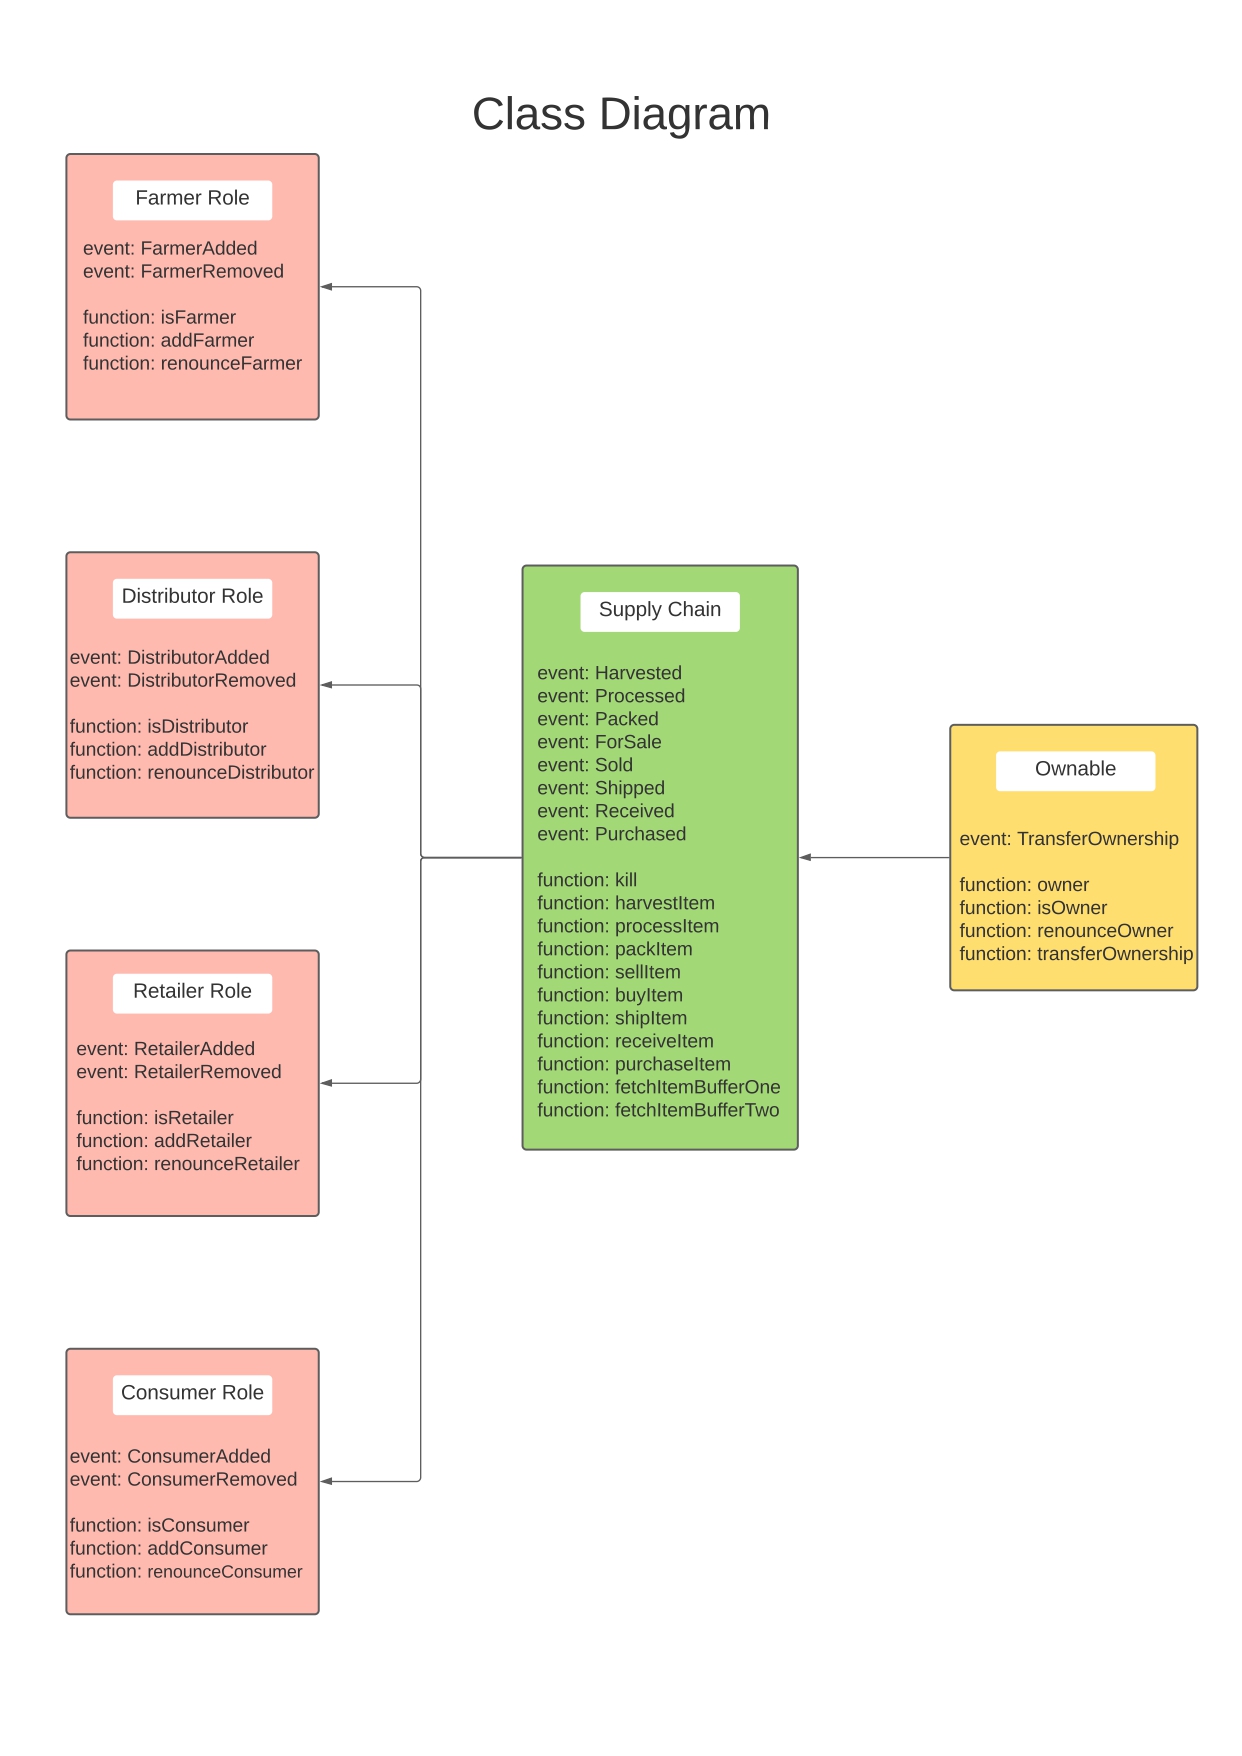 Class Diagram
Farmer Role
event: FarmerAdded
event: FarmerRemoved
function: isFarmer
function: addFarmer
function: renounceFarmer
Distributor Role
event: DistributorAdded
event: DistributorRemoved
function: isDistributor
function: addDistributor
function: renounceDistributor
Supply Chain
event: Harvested
event: Processed
event: Packed
event: ForSale
event: Sold
event: Shipped
event: Received
event: Purchased
function: kill
function: harvestItem
function: processItem
function: packItem
function: sellItem
function: buyItem
function: shipItem
function: receiveItem
function: purchaseItem
function: fetchItemBufferOne
function: fetchItemBufferTwo
Ownable
event: TransferOwnership
function: owner
function: isOwner
function: renounceOwner
function: transferOwnership
Retailer Role
event: RetailerAdded
event: RetailerRemoved
function: isRetailer
function: addRetailer
function: renounceRetailer
Consumer Role
event: ConsumerAdded
event: ConsumerRemoved
function: isConsumer
function: addConsumer
function: renounceConsumer